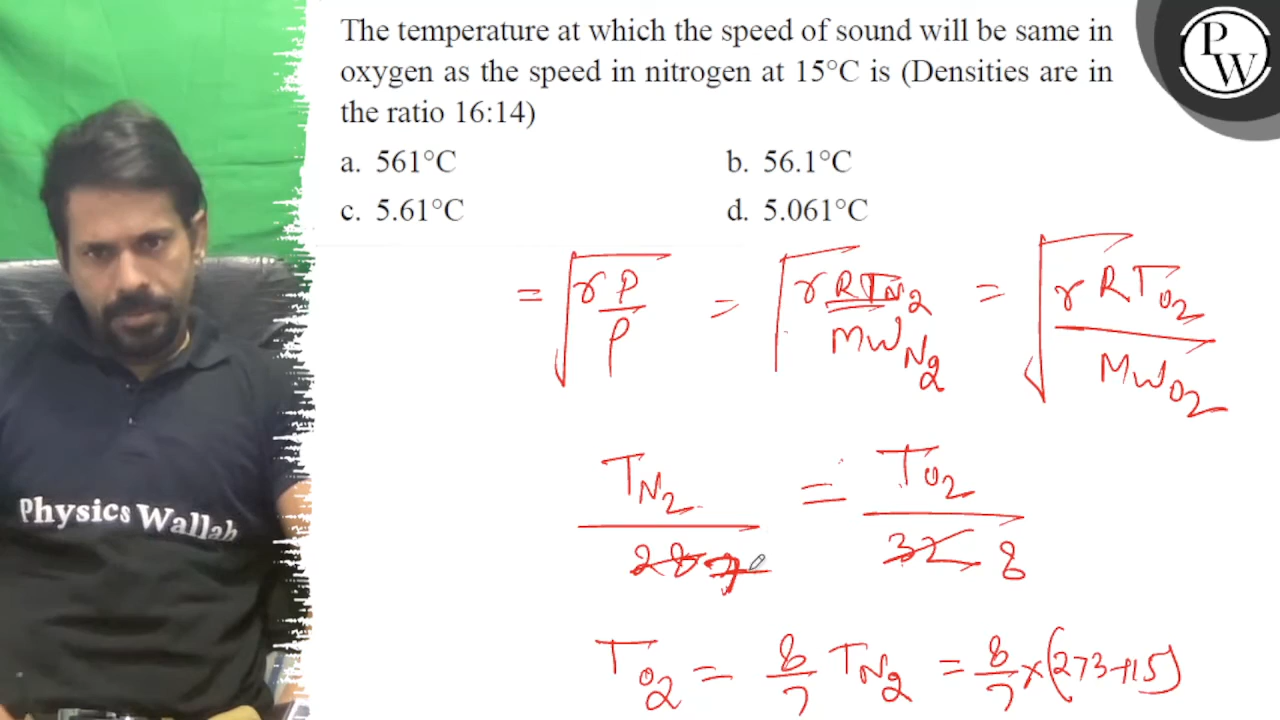 The temperature at which the speed of sound will be same in
oxygen as the speed in nitrogen at 15°C is (Densities are in
the ratio 16:14)
a. 561°C b. 56.1°C
c. 5.61°C d. 5.061°C
PW
= √(γP/ρ) = √(γRT_N2/MW_N2) = √(γRT_O2/MW_O2)
T_N2/28 7 = T_O2/32 8
T_O2 = 8/7 T_N2 = 8/7 × (273+15)
Physics Wallah